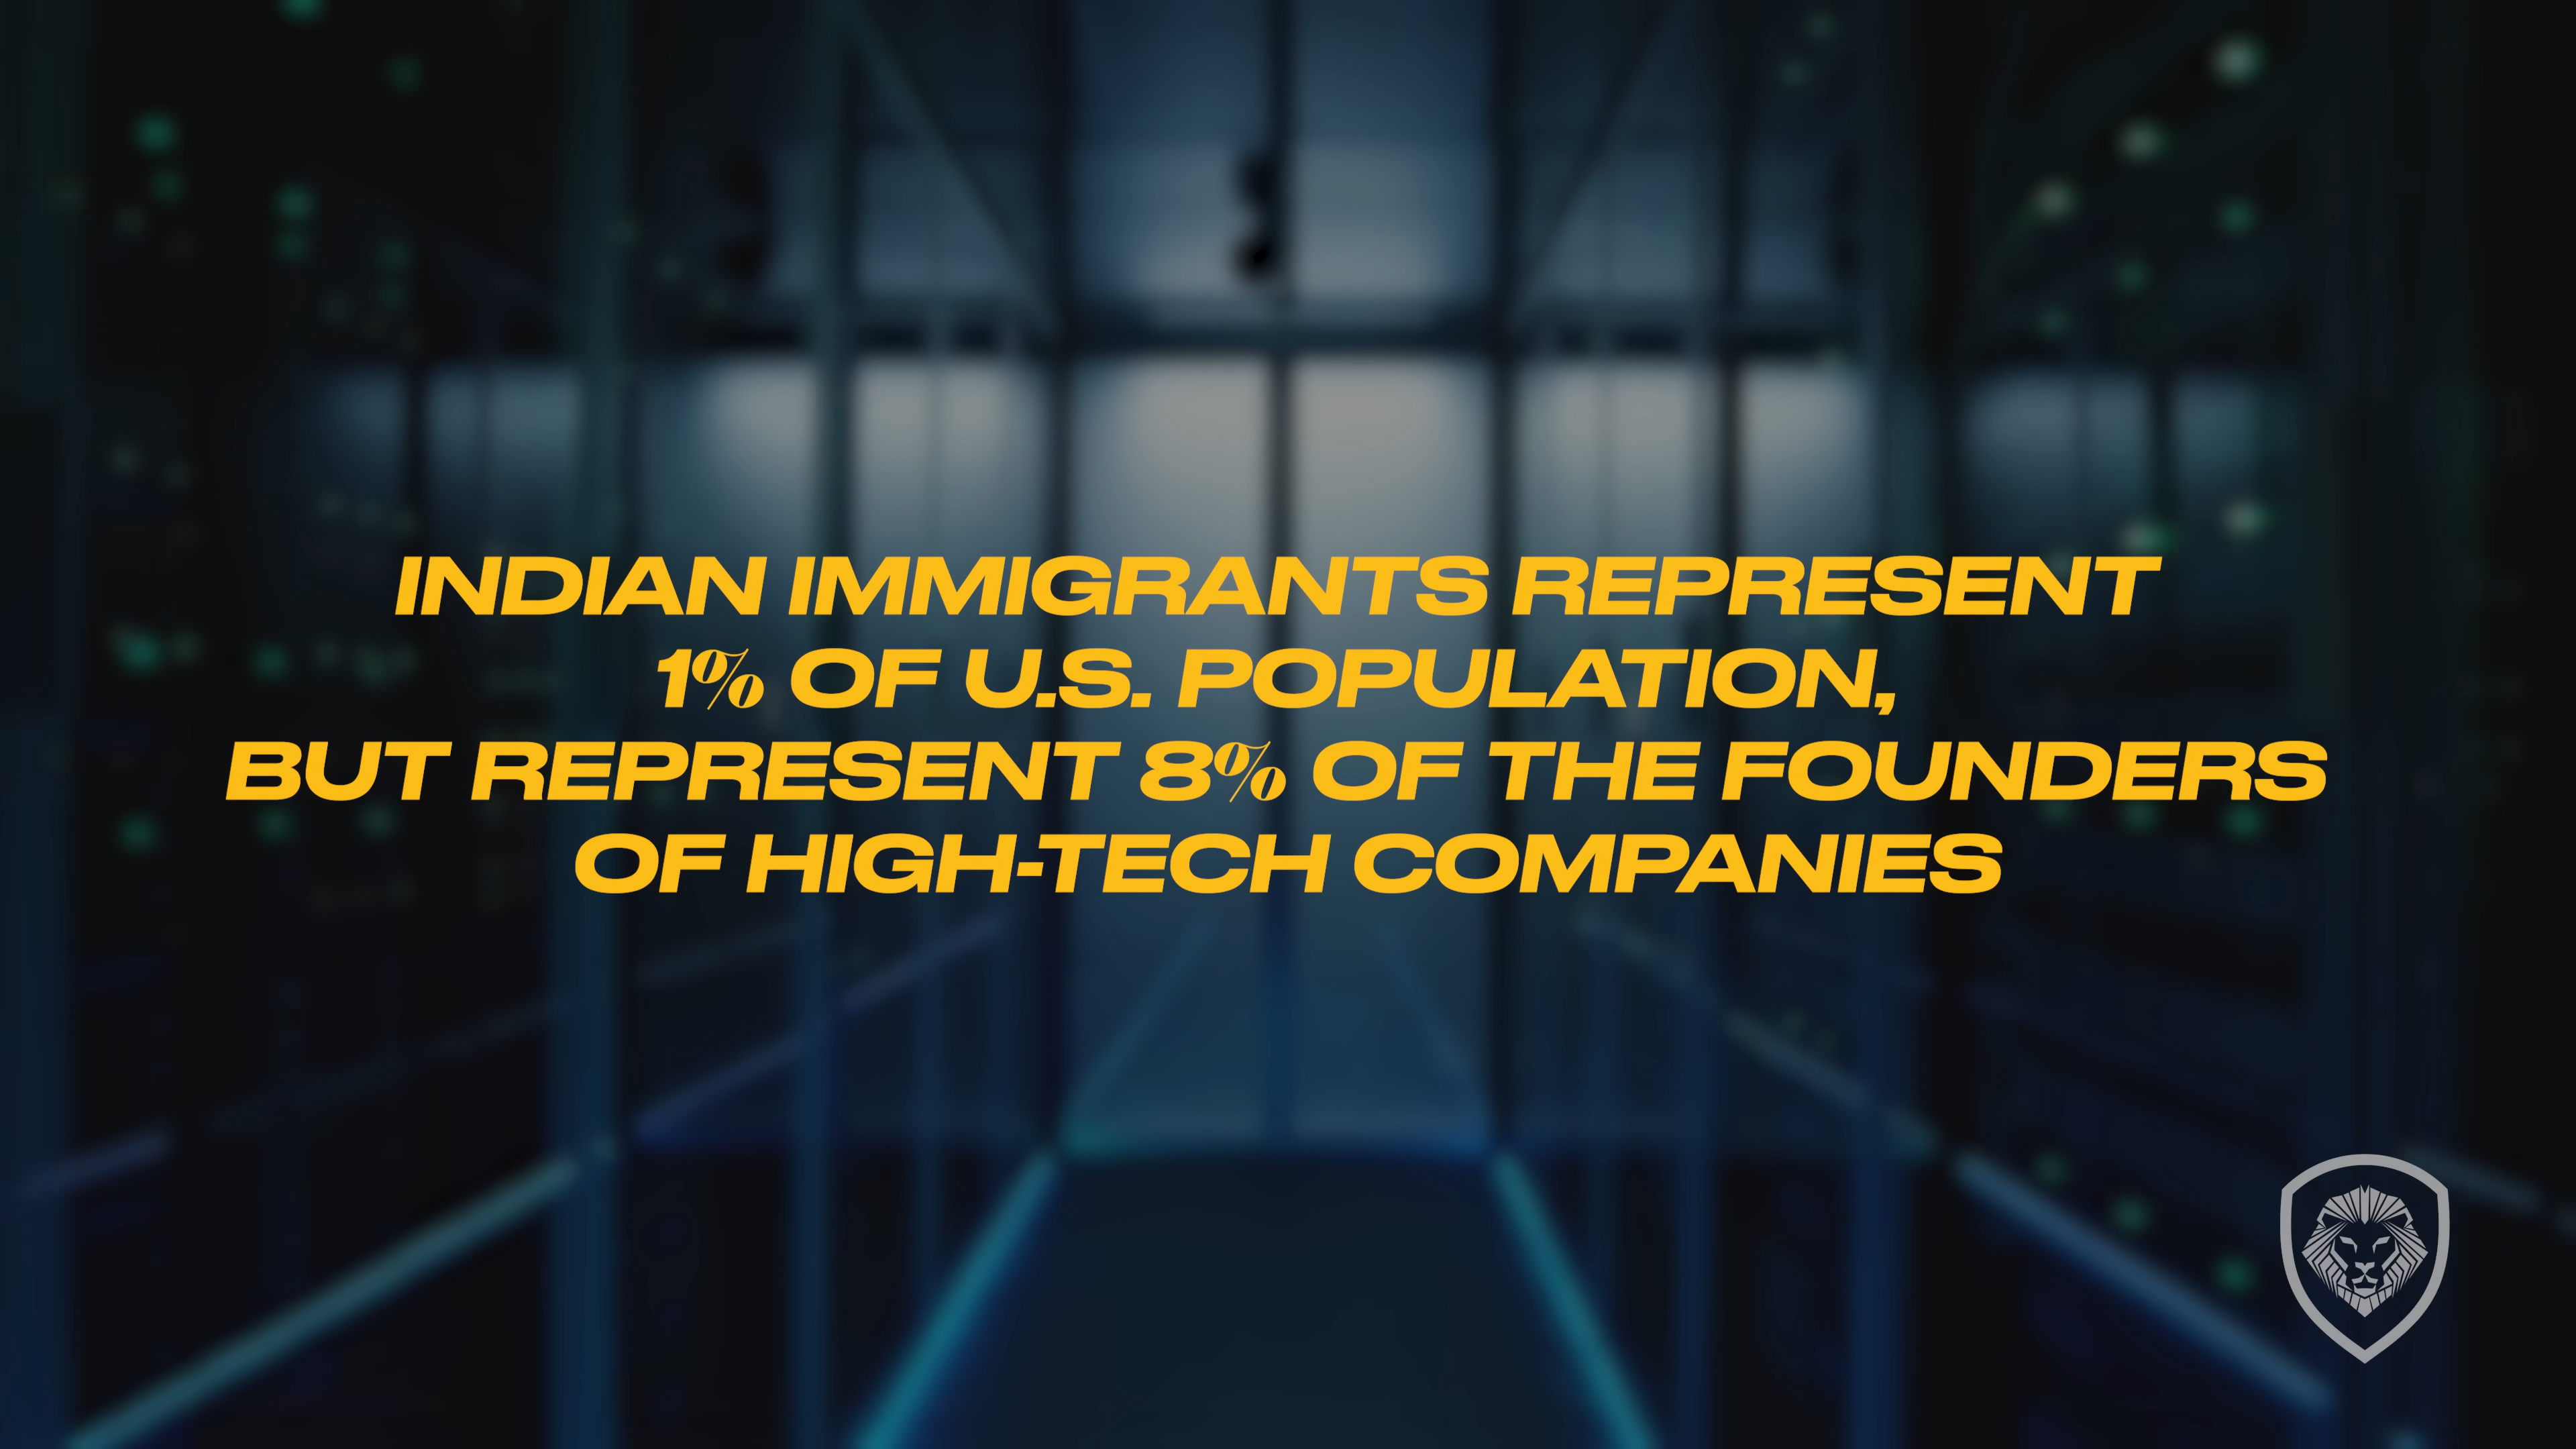 INDIAN IMMIGRANTS REPRESENT
1% OF U.S. POPULATION,
BUT REPRESENT 8% OF THE FOUNDERS
OF HIGH-TECH COMPANIES